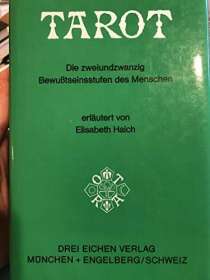 TAROT
Die zweiundzwanzig
Bewußtseinsstufen des Menschen
erläutert von
Elisabeth Haich
T
O R
A
DREI EICHEN VERLAG
MÜNCHEN + ENGELBERG/SCHWEIZ